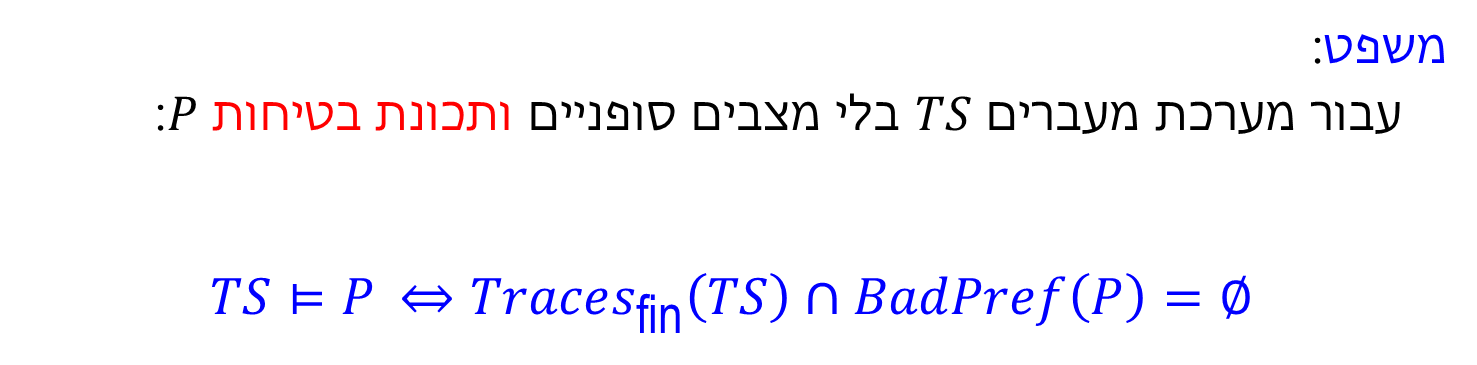 משפט:
עבור מערכת מעברים TS בלי מצבים סופניים ותכונת בטיחות P:
TS ⊨ P ⇔ Traces_fin(TS) ∩ BadPref(P) = ∅